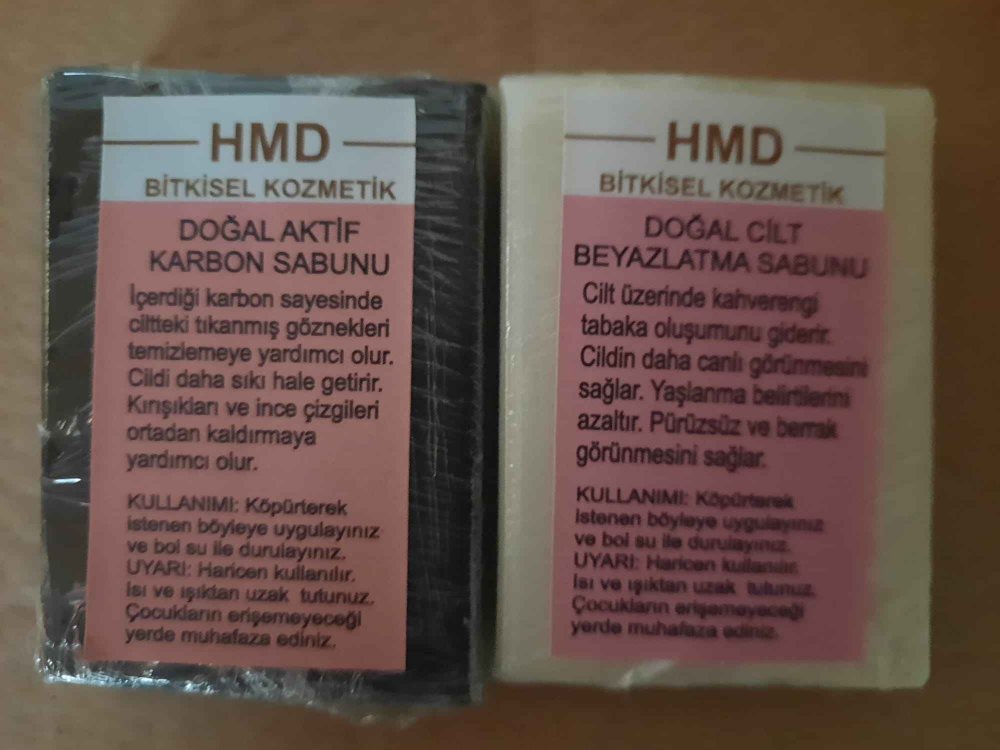 HMD
BİTKİSEL KOZMETİK
DOĞAL AKTİF
KARBON SABUNU
İçerdiği karbon sayesinde
ciltteki tıkanmış göznekleri
temizlemeye yardımcı olur.
Cildi daha sıkı hale getirir.
Kırışıkları ve ince çizgileri
ortadan kaldırmaya
yardımcı olur.
KULLANIMI: Köpürterek
istenen böyleye uygulayınız
ve bol su ile durulayınız.
UYARI: Haricen kullanılır.
Isı ve ışıktan uzak tutunuz.
Çocukların erişemeyeceği
yerde muhafaza ediniz.
HMD
BİTKİSEL KOZMETİK
DOĞAL CİLT
BEYAZLATMA SABUNU
Cilt üzerinde kahverengi
tabaka oluşumunu giderir.
Cildin daha canlı görünmesini
sağlar. Yaşlanma belirtilerini
azaltır. Pürüzsüz ve berrak
görünmesini sağlar.
KULLANIMI: Köpürterek
istenen böyleye uygulayınız
ve bol su ile durulayınız.
UYARI: Haricen kullanılır.
Isı ve ışıktan uzak tutunuz.
Çocukların erişemeyeceği
yerde muhafaza ediniz.